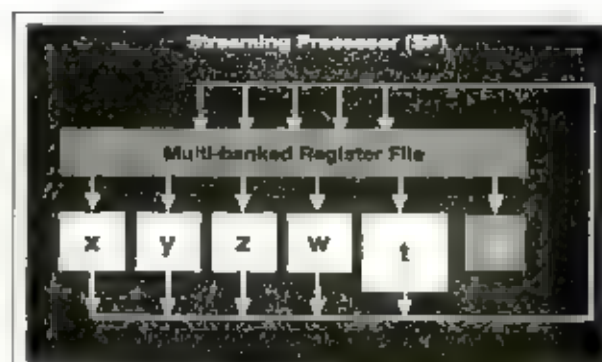 Streaming Processor (SP)
Multi-banked Register File
x y z w t